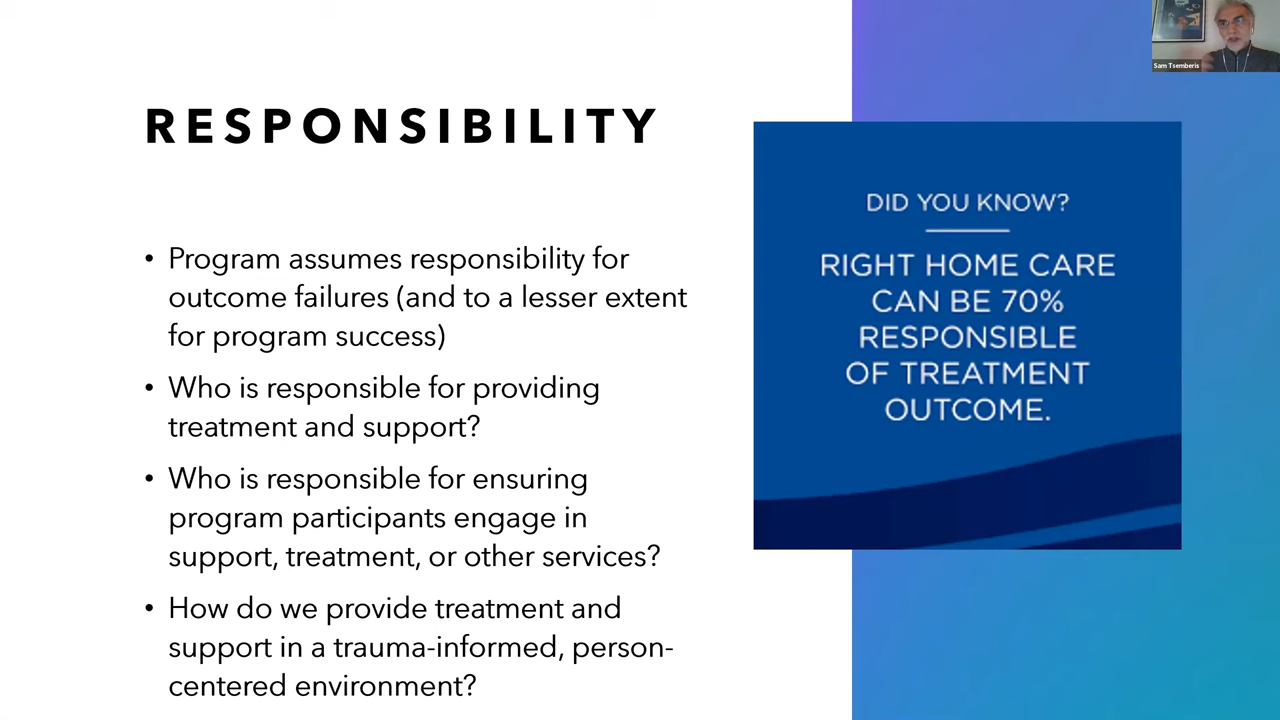 RESPONSIBILITY
• Program assumes responsibility for
outcome failures (and to a lesser extent
for program success)
• Who is responsible for providing
treatment and support?
• Who is responsible for ensuring
program participants engage in
support, treatment, or other services?
• How do we provide treatment and
support in a trauma-informed, person-
centered environment?
DID YOU KNOW?
RIGHT HOME CARE
CAN BE 70%
RESPONSIBLE
OF TREATMENT
OUTCOME.
Sam Tsemberis